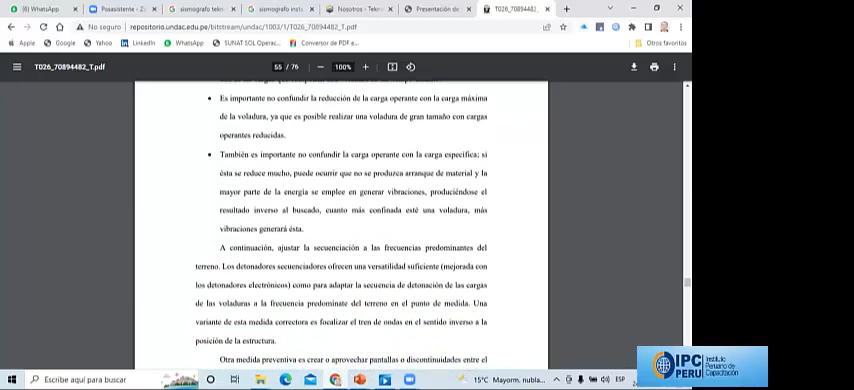 (8) WhatsApp
Posasistente - Zo
sismografo tekn
sismografo insta
Nosotros - Tekn
Presentación de
T026_70894482_
No seguro | repositorio.undac.edu.pe/bitstream/undac/1003/1/T026_70894482_T.pdf
Apple Google Yahoo LinkedIn WhatsApp SUNAT SOL Operac... Conversor de PDF e... Otros favoritos
T026_70894482_T.pdf 55 / 76 — 100% +
• Es importante no confundir la reducción de la carga operante con la carga máxima
de la voladura, ya que es posible realizar una voladura de gran tamaño con cargas
operantes reducidas.
• También es importante no confundir la carga operante con la carga específica; si
ésta se reduce mucho, puede ocurrir que no se produzca arranque de material y la
mayor parte de la energía se emplee en generar vibraciones, produciéndose el
resultado inverso al buscado, cuanto más confinada esté una voladura, más
vibraciones generará ésta.
A continuación, ajustar la secuenciación a las frecuencias predominantes del
terreno. Los detonadores secuenciadores ofrecen una versatilidad suficiente (mejorada con
los detonadores electrónicos) como para adaptar la secuencia de detonación de las cargas
de las voladuras a la frecuencia predominate del terreno en el punto de medida. Una
variante de esta medida correctora es focalizar el tren de ondas en el sentido inverso a la
posición de la estructura.
Otra medida preventiva es crear o aprovechar pantallas o discontinuidades entre el
Escribe aquí para buscar
15°C Mayorm. nubla... ESP
IPC PERU
Instituto
Peruano de
Capacitación